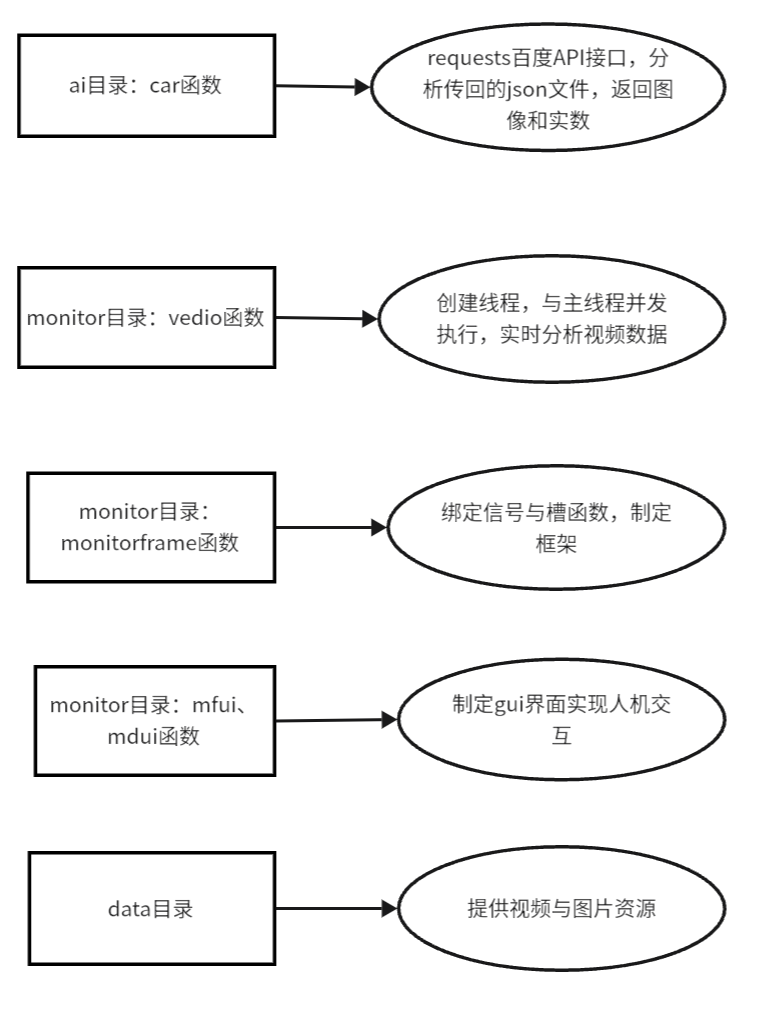 ai目录：car函数
requests百度API接口，分
析传回的json文件，返回图
像和实数
monitor目录：vedio函数
创建线程，与主线程并发
执行，实时分析视频数据
monitor目录：
monitorframe函数
绑定信号与槽函数，制定
框架
monitor目录：mfui、
mdui函数
制定gui界面实现人机交
互
data目录
提供视频与图片资源